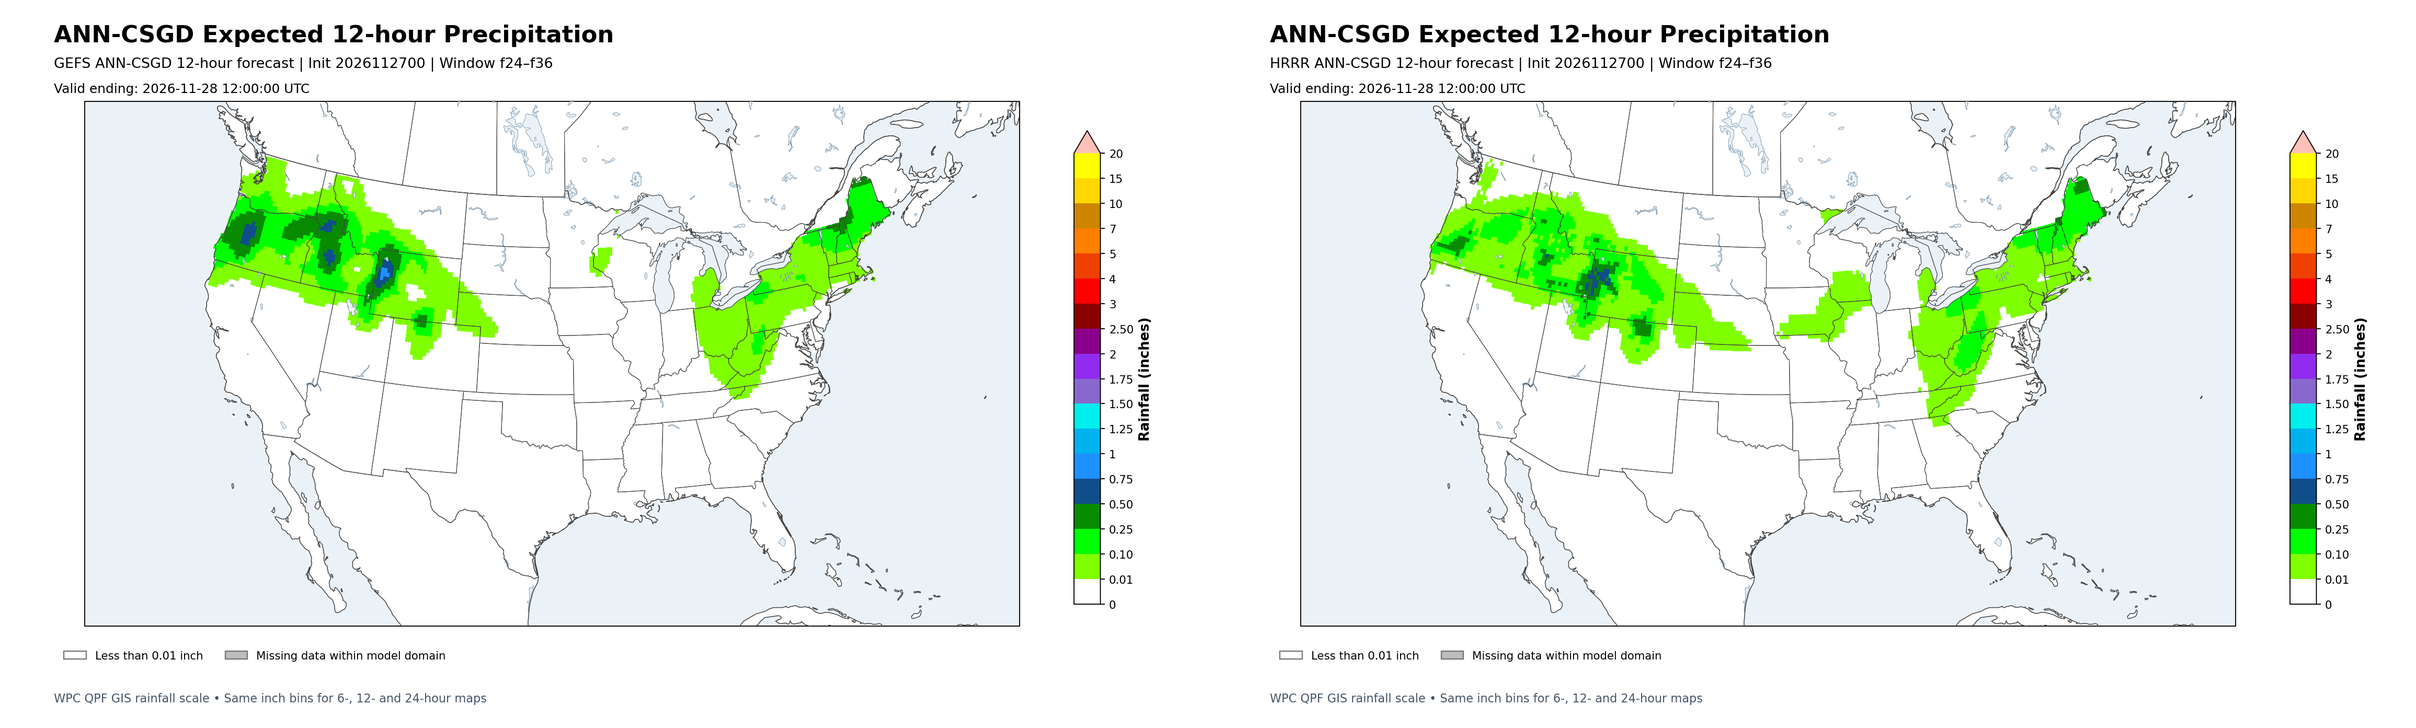 ANN-CSGD Expected 12-hour Precipitation
GEFS ANN-CSGD 12-hour forecast | Init 2026112700 | Window f24–f36
Valid ending: 2026-11-28 12:00:00 UTC
20
15
10
7
5
4
3
2.50
2
1.75
1.50
1.25
1
0.75
0.50
0.25
0.10
0.01
0
Rainfall (inches)
Less than 0.01 inch
Missing data within model domain
WPC QPF GIS rainfall scale • Same inch bins for 6-, 12- and 24-hour maps
ANN-CSGD Expected 12-hour Precipitation
HRRR ANN-CSGD 12-hour forecast | Init 2026112700 | Window f24–f36
Valid ending: 2026-11-28 12:00:00 UTC
20
15
10
7
5
4
3
2.50
2
1.75
1.50
1.25
1
0.75
0.50
0.25
0.10
0.01
0
Rainfall (inches)
Less than 0.01 inch
Missing data within model domain
WPC QPF GIS rainfall scale • Same inch bins for 6-, 12- and 24-hour maps